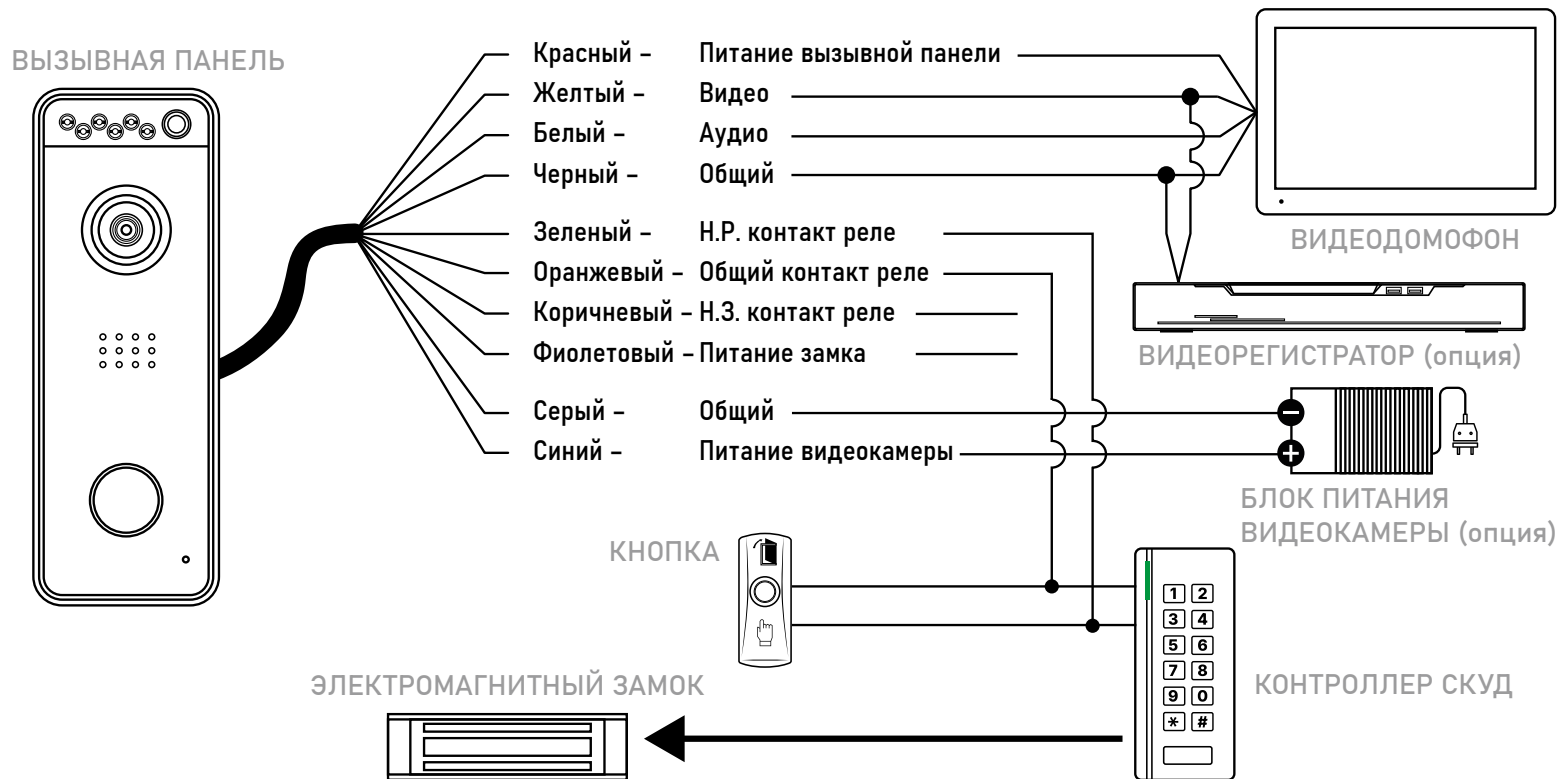 ВЫЗЫВНАЯ ПАНЕЛЬ
Красный – Питание вызывной панели
Желтый – Видео
Белый – Аудио
Черный – Общий
Зеленый – Н.Р. контакт реле
Оранжевый – Общий контакт реле
Коричневый – Н.З. контакт реле
Фиолетовый – Питание замка
Серый – Общий
Синий – Питание видеокамеры
ВИДЕОДОМОФОН
ВИДЕОРЕГИСТРАТОР (опция)
БЛОК ПИТАНИЯ
ВИДЕОКАМЕРЫ (опция)
КНОПКА
1 2
3 4
5 6
7 8
9 0
* #
КОНТРОЛЛЕР СКУД
ЭЛЕКТРОМАГНИТНЫЙ ЗАМОК